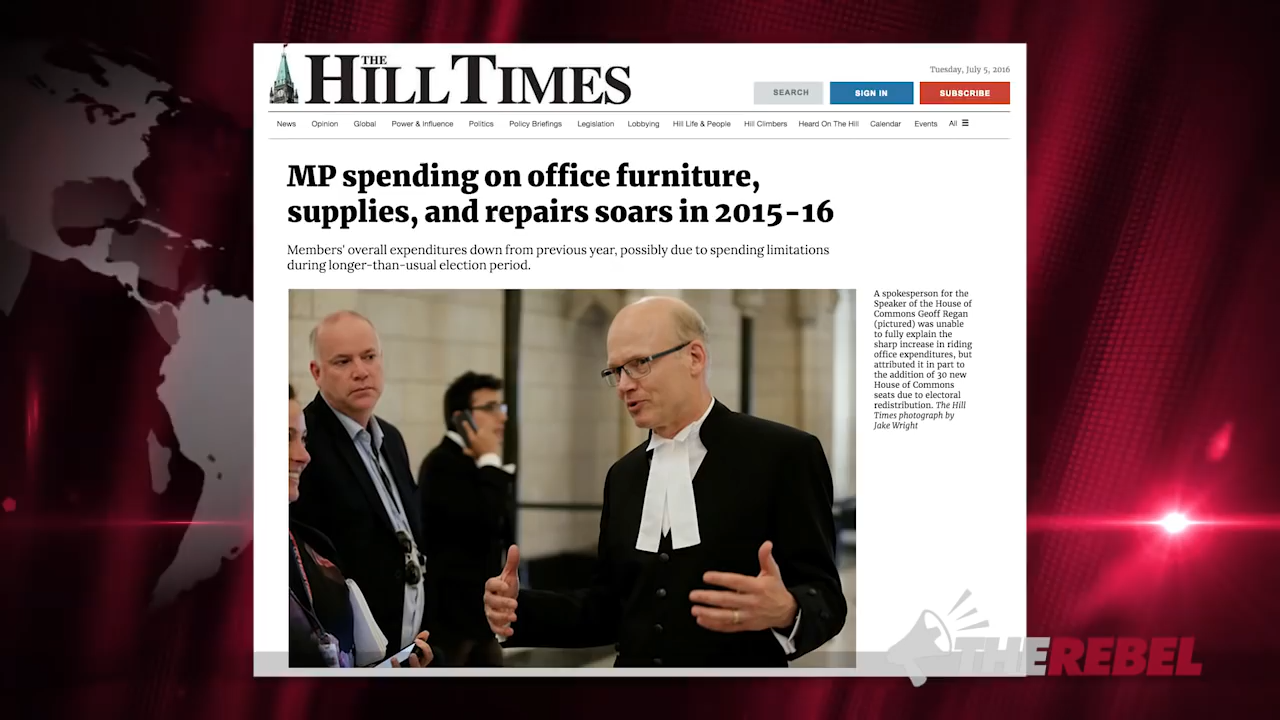 THE
HILL TIMES
Tuesday, July 5, 2016
SEARCH
SIGN IN
SUBSCRIBE
News Opinion Global Power & Influence Politics Policy Briefings Legislation Lobbying Hill Life & People Hill Climbers Heard On The Hill Calendar Events All
MP spending on office furniture,
supplies, and repairs soars in 2015-16
Members' overall expenditures down from previous year, possibly due to spending limitations
during longer-than-usual election period.
A spokesperson for the
Speaker of the House of
Commons Geoff Regan
(pictured) was unable
to fully explain the
sharp increase in riding
office expenditures, but
attributed it in part to
the addition of 30 new
House of Commons
seats due to electoral
redistribution. The Hill
Times photograph by
Jake Wright
THEREBEL